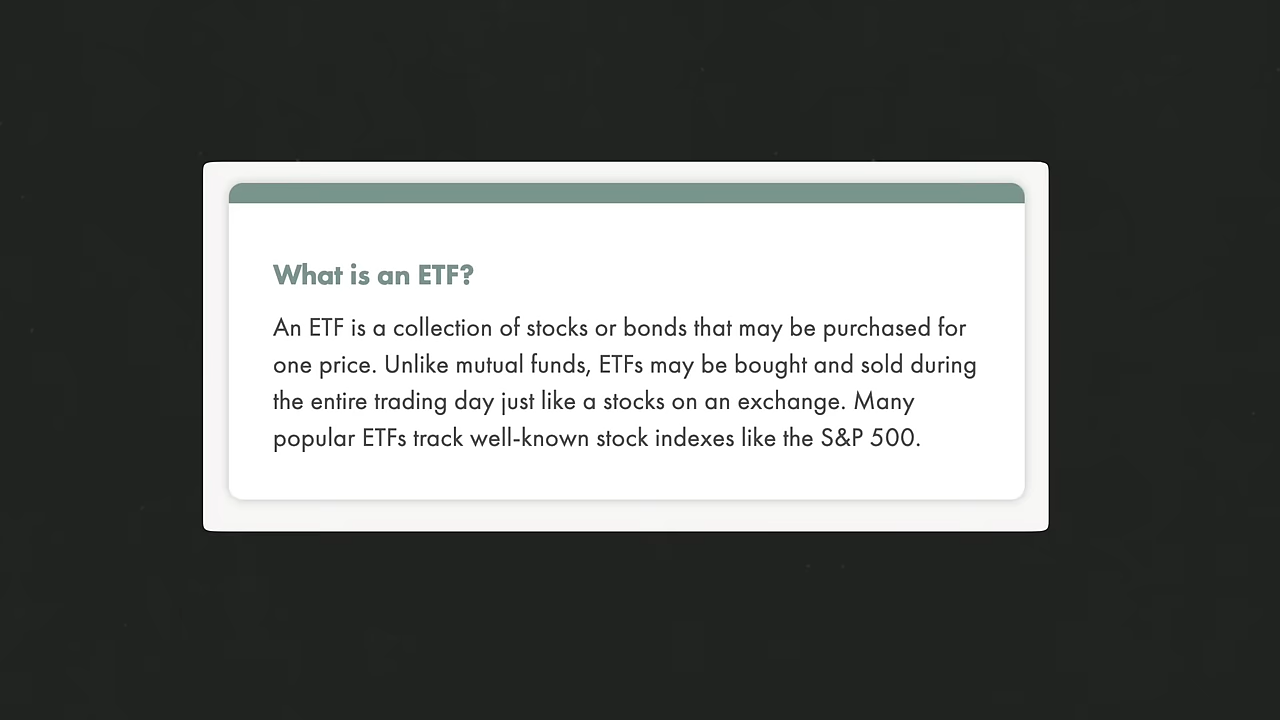 What is an ETF?
An ETF is a collection of stocks or bonds that may be purchased for
one price. Unlike mutual funds, ETFs may be bought and sold during
the entire trading day just like a stocks on an exchange. Many
popular ETFs track well-known stock indexes like the S&P 500.